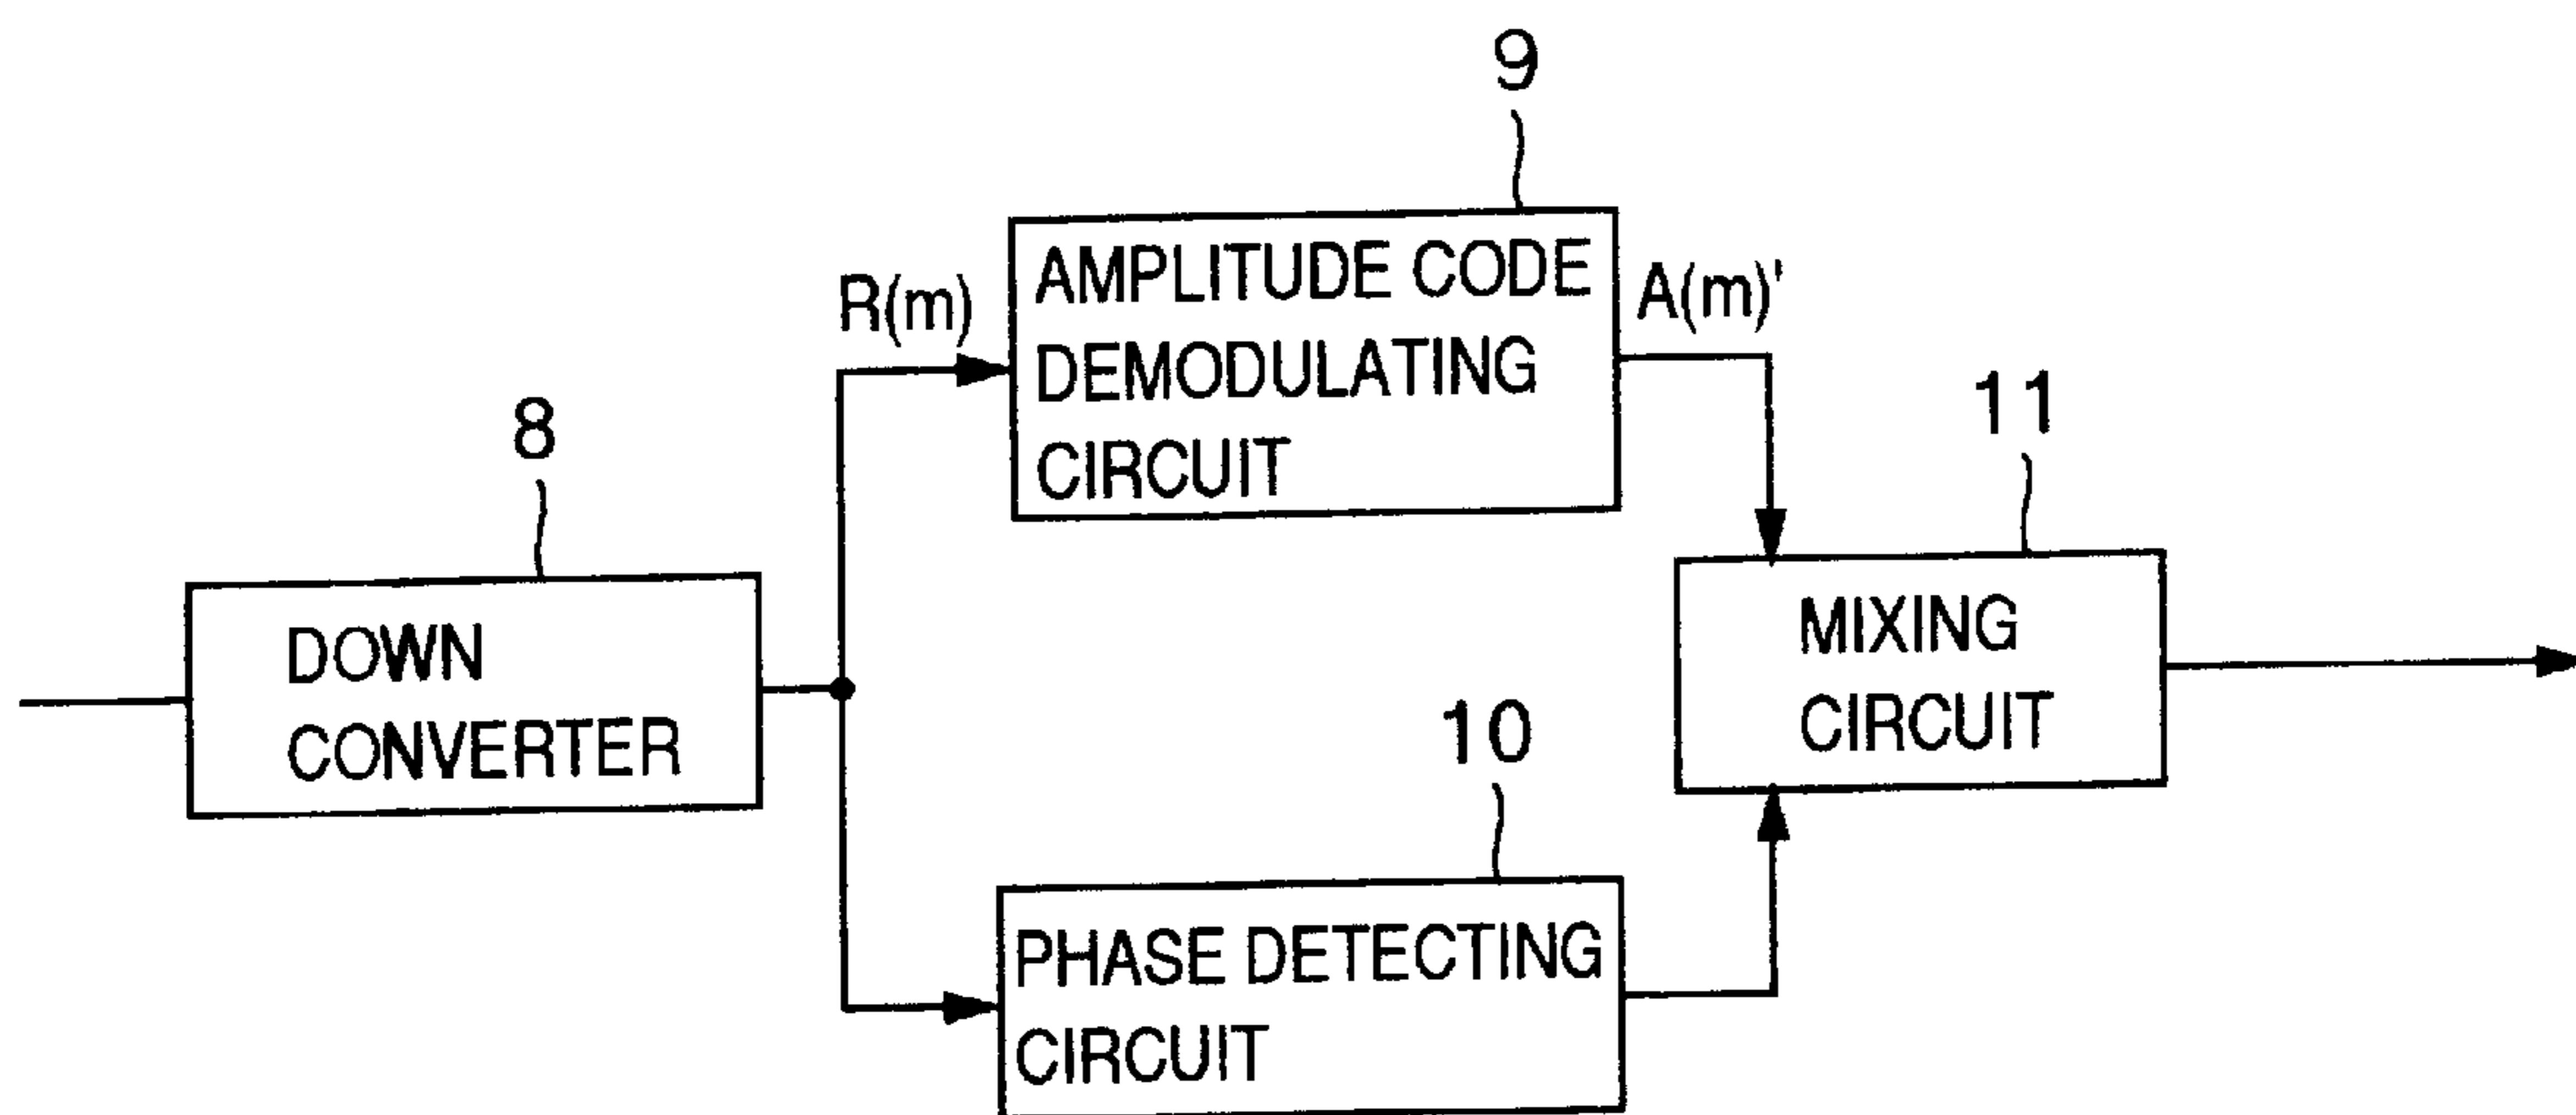 9
AMPLITUDE CODE
DEMODULATING
CIRCUIT
R(m)
A(m)'
8
DOWN
CONVERTER
11
MIXING
CIRCUIT
10
PHASE DETECTING
CIRCUIT